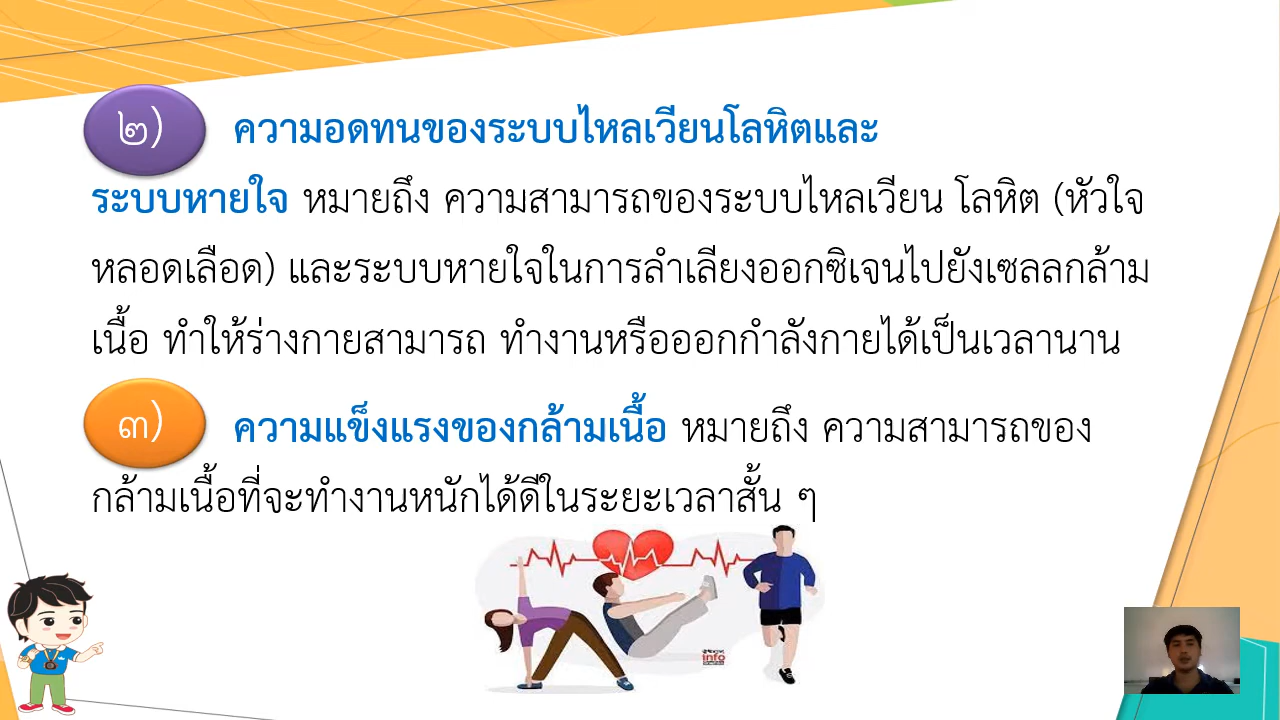 ๒) ความอดทนของระบบไหลเวียนโลหิตและ
ระบบหายใจ หมายถึง ความสามารถของระบบไหลเวียน โลหิต (หัวใจ
หลอดเลือด) และระบบหายใจในการลำเลียงออกซิเจนไปยังเซลลกล้าม
เนื้อ ทำให้ร่างกายสามารถ ทำงานหรือออกกำลังกายได้เป็นเวลานาน
๓) ความแข็งแรงของกล้ามเนื้อ หมายถึง ความสามารถของ
กล้ามเนื้อที่จะทำงานหนักได้ดีในระยะเวลาสั้น ๆ
info